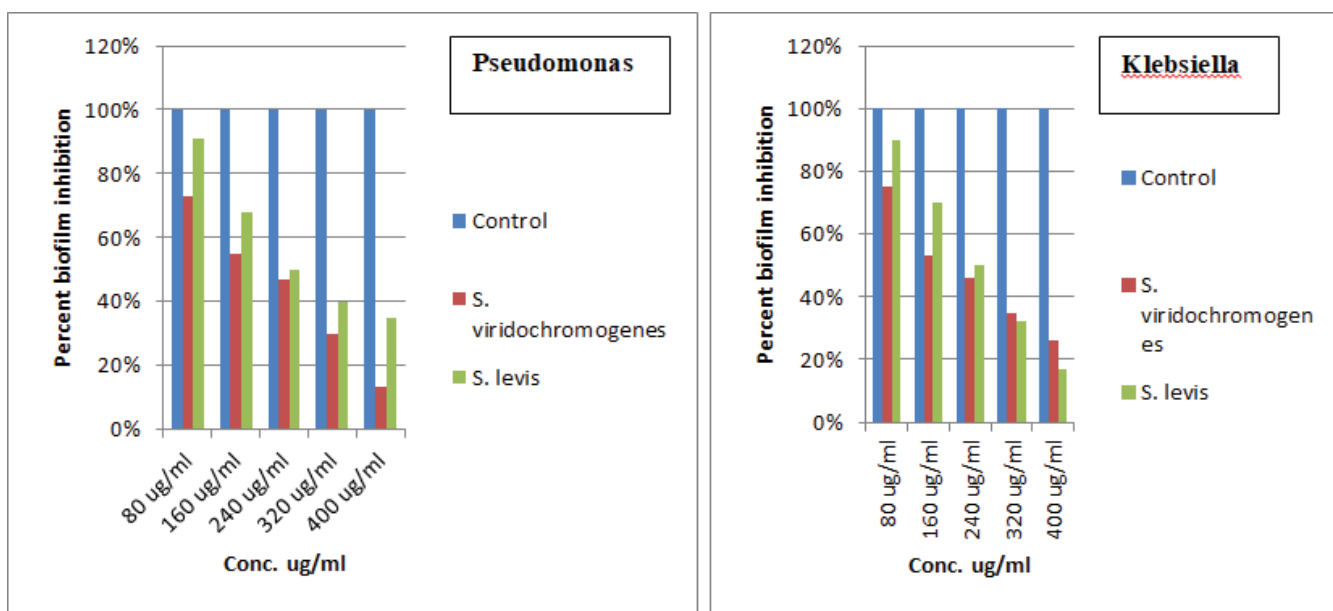 120%
100%
80%
60%
40%
20%
0%
Percent biofilm inhibition
80 ug/ml
160 ug/ml
240 ug/ml
320 ug/ml
400 ug/ml
Conc. ug/ml
Pseudomonas
Control
S.
viridochromogenes
S. levis
120%
100%
80%
60%
40%
20%
0%
Percent biofilm inhibition
80 ug/ml
160 ug/ml
240 ug/ml
320 ug/ml
400 ug/ml
Conc. ug/ml
Klebsiella
Control
S.
viridochromogen
es
S. levis